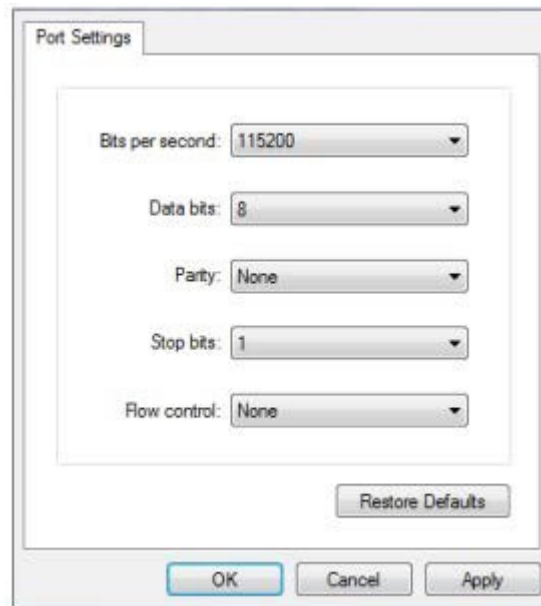 Port Settings
Bits per second: 115200
Data bits: 8
Parity: None
Stop bits: 1
Flow control: None
Restore Defaults
OK Cancel Apply